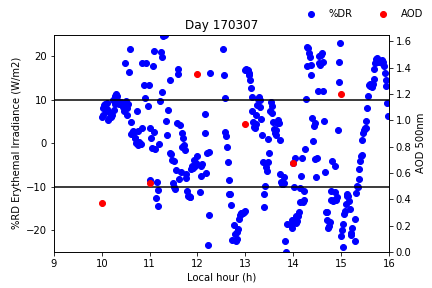 %DR AOD
Day 170307
%RD Erythemal Irradiance (W/m2)
20
10
0
−10
−20
1.6
1.4
1.2
1.0
0.8
0.6
0.4
0.2
0.0
AOD 500nm
9 10 11 12 13 14 15 16
Local hour (h)